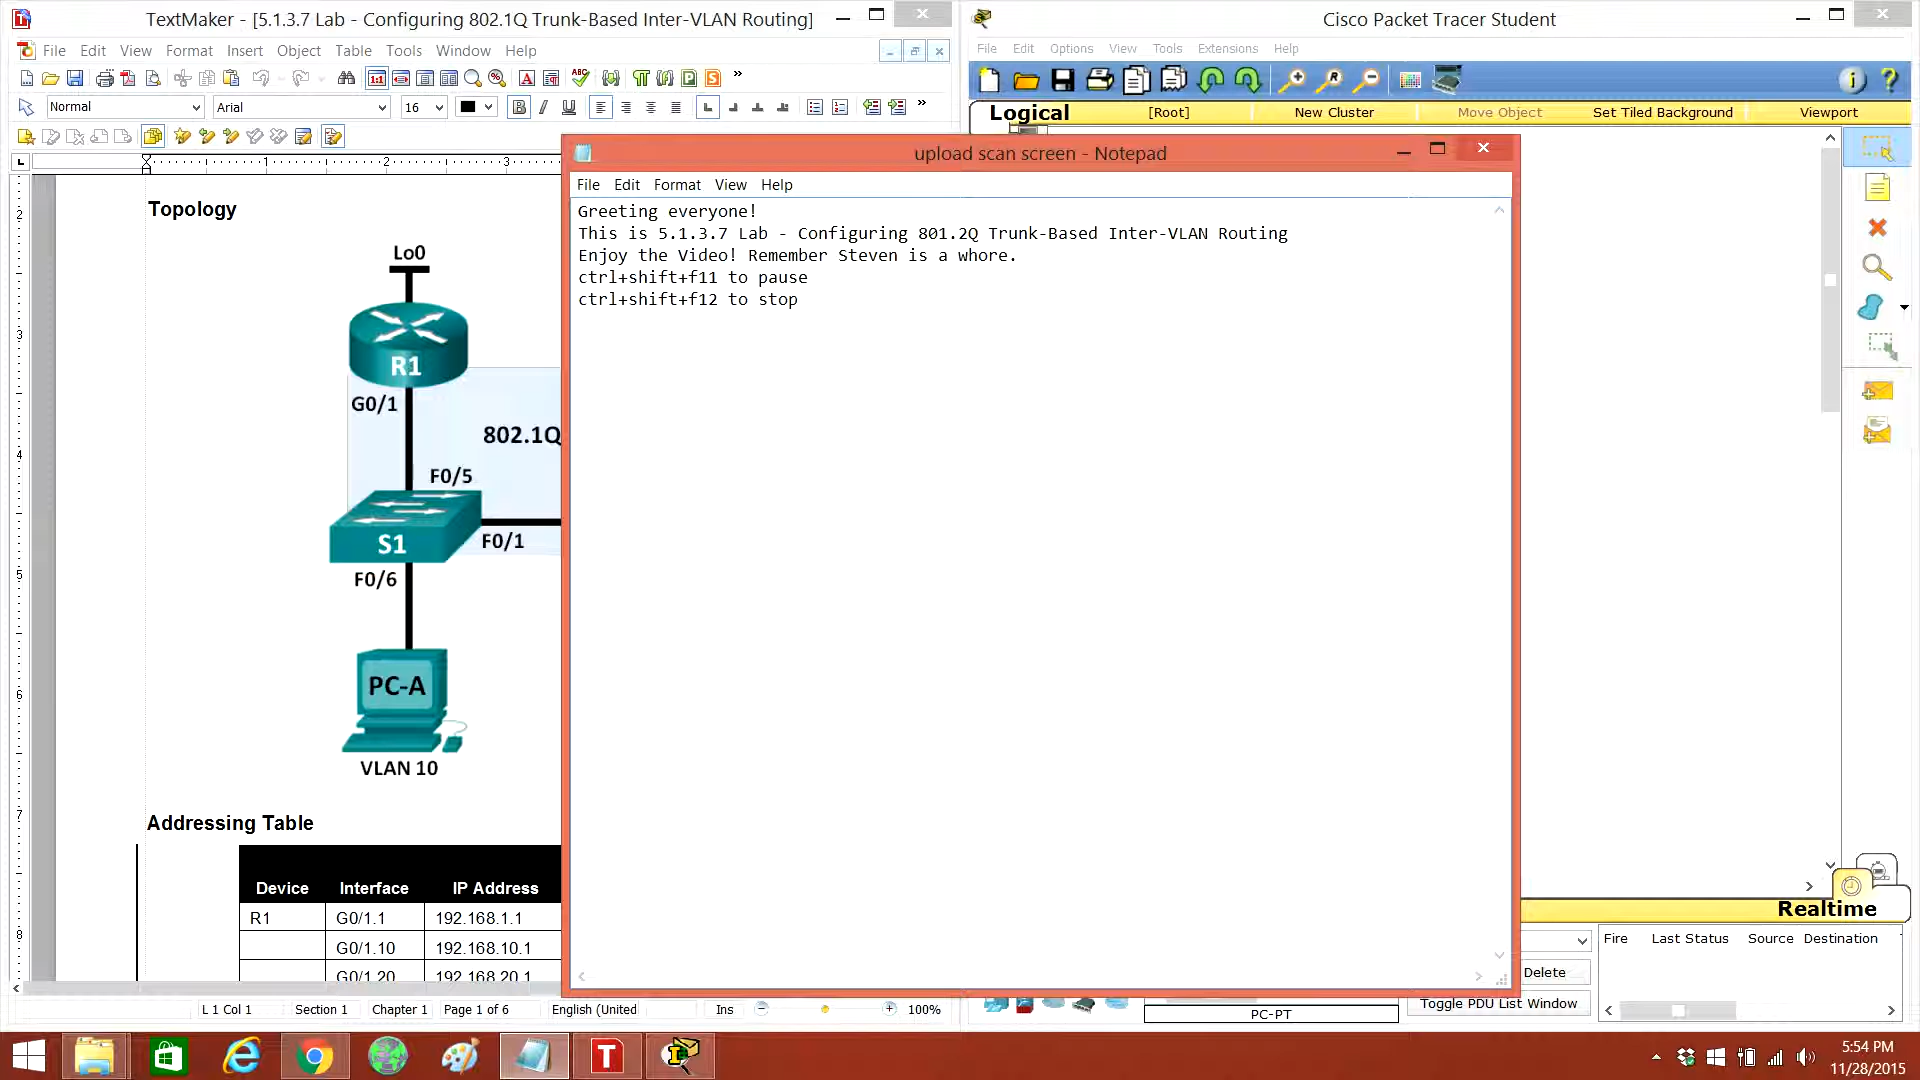 TextMaker - [5.1.3.7 Lab - Configuring 802.1Q Trunk-Based Inter-VLAN Routing]
File Edit View Format Insert Object Table Tools Window Help
Normal Arial 16
Topology
Lo0
R1
G0/1
802.1Q
F0/5
S1
F0/1
F0/6
PC-A
VLAN 10
Addressing Table
Device Interface IP Address
R1 G0/1.1 192.168.1.1
G0/1.10 192.168.10.1
G0/1.20 192.168.20.1
L 1 Col 1 Section 1 Chapter 1 Page 1 of 6 English (United Ins 100%
upload scan screen - Notepad
File Edit Format View Help
Greeting everyone!
This is 5.1.3.7 Lab - Configuring 801.2Q Trunk-Based Inter-VLAN Routing
Enjoy the Video! Remember Steven is a whore.
ctrl+shift+f11 to pause
ctrl+shift+f12 to stop
Cisco Packet Tracer Student
File Edit Options View Tools Extensions Help
Logical [Root] New Cluster Move Object Set Tiled Background Viewport
Realtime
Fire Last Status Source Destination
Delete
Toggle PDU List Window
PC-PT
5:54 PM
11/28/2015